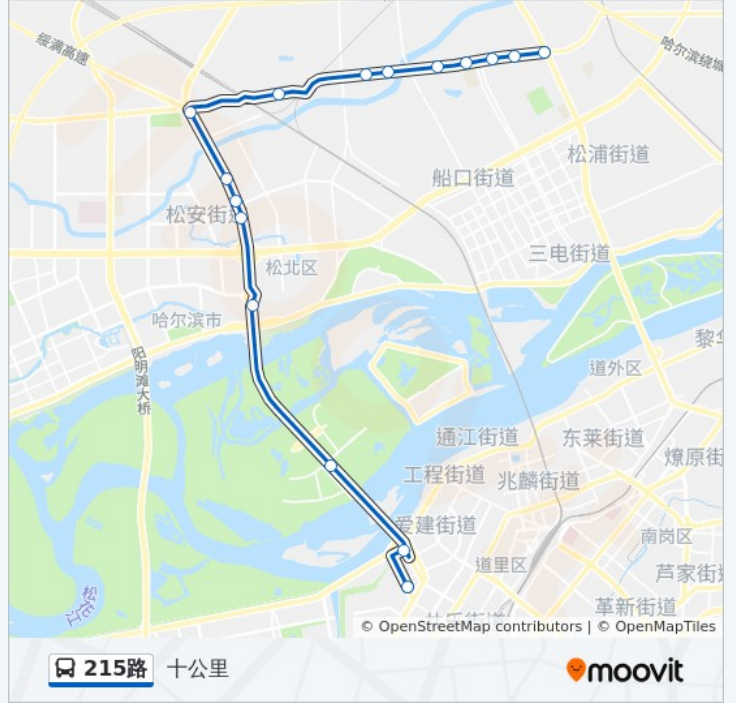 绥满高速
哈尔滨绕城
松浦街道
船口街道
松安街道
三电街道
松北区
哈尔滨市
黎华
阳明滩大桥
道外区
通江街道
东莱街道
燎原街
工程街道
兆麟街道
爱建街道
南岗区
道里区
芦家街道
松花江
革新街道
© OpenStreetMap contributors | © OpenMapTiles
215路 十公里
moovit